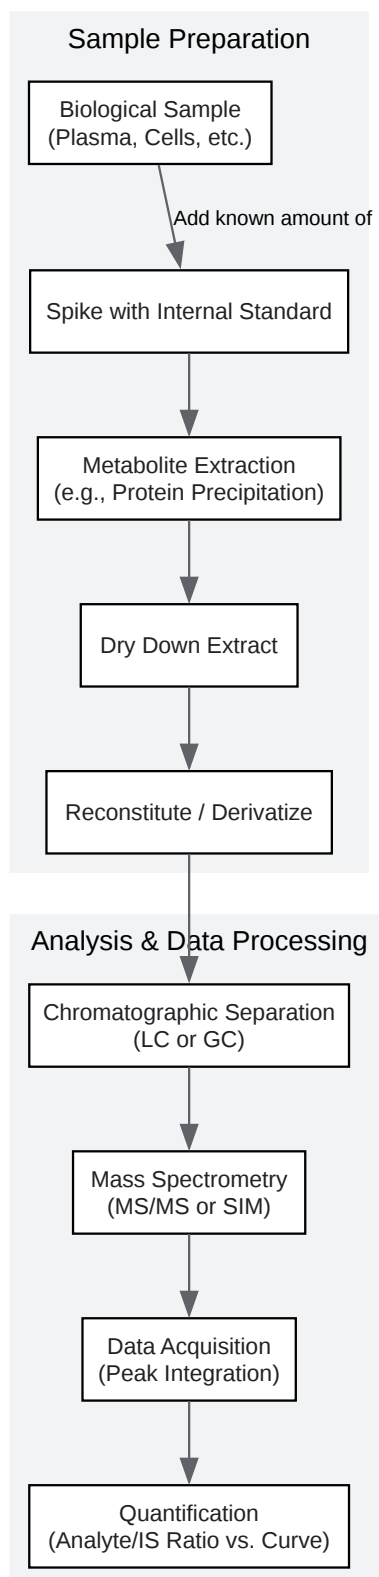 Sample Preparation
Biological Sample
(Plasma, Cells, etc.)
Add known amount of
Spike with Internal Standard
Metabolite Extraction
(e.g., Protein Precipitation)
Dry Down Extract
Reconstitute / Derivatize
Analysis & Data Processing
Chromatographic Separation
(LC or GC)
Mass Spectrometry
(MS/MS or SIM)
Data Acquisition
(Peak Integration)
Quantification
(Analyte/IS Ratio vs. Curve)